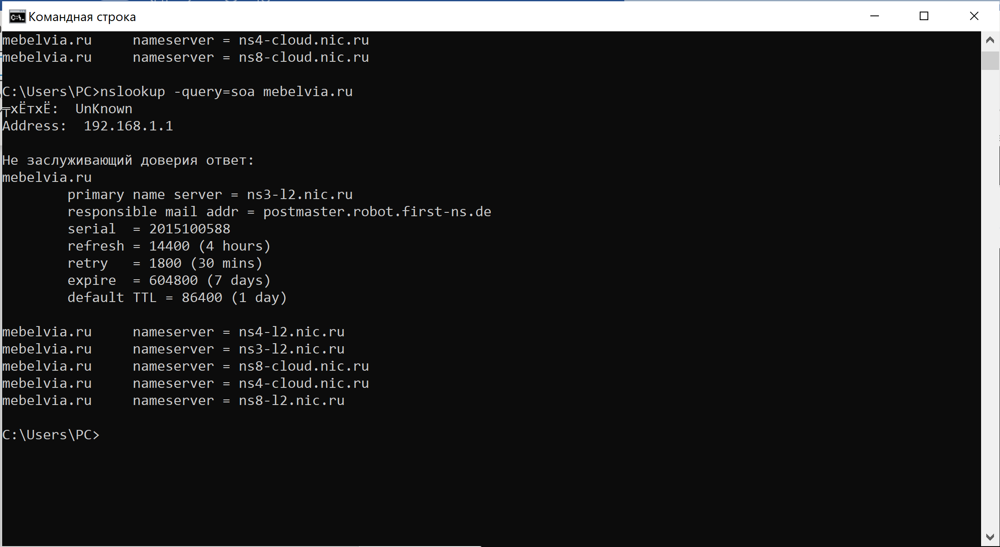 Командная строка
mebelvia.ru     nameserver = ns4-cloud.nic.ru
mebelvia.ru     nameserver = ns8-cloud.nic.ru
C:\Users\PC>nslookup -query=soa mebelvia.ru
╤хЁтхЁ:  UnKnown
Address:  192.168.1.1
Не заслуживающий доверия ответ:
mebelvia.ru
        primary name server = ns3-l2.nic.ru
        responsible mail addr = postmaster.robot.first-ns.de
        serial  = 2015100588
        refresh = 14400 (4 hours)
        retry   = 1800 (30 mins)
        expire  = 604800 (7 days)
        default TTL = 86400 (1 day)
mebelvia.ru     nameserver = ns4-l2.nic.ru
mebelvia.ru     nameserver = ns3-l2.nic.ru
mebelvia.ru     nameserver = ns8-cloud.nic.ru
mebelvia.ru     nameserver = ns4-cloud.nic.ru
mebelvia.ru     nameserver = ns8-l2.nic.ru
C:\Users\PC>